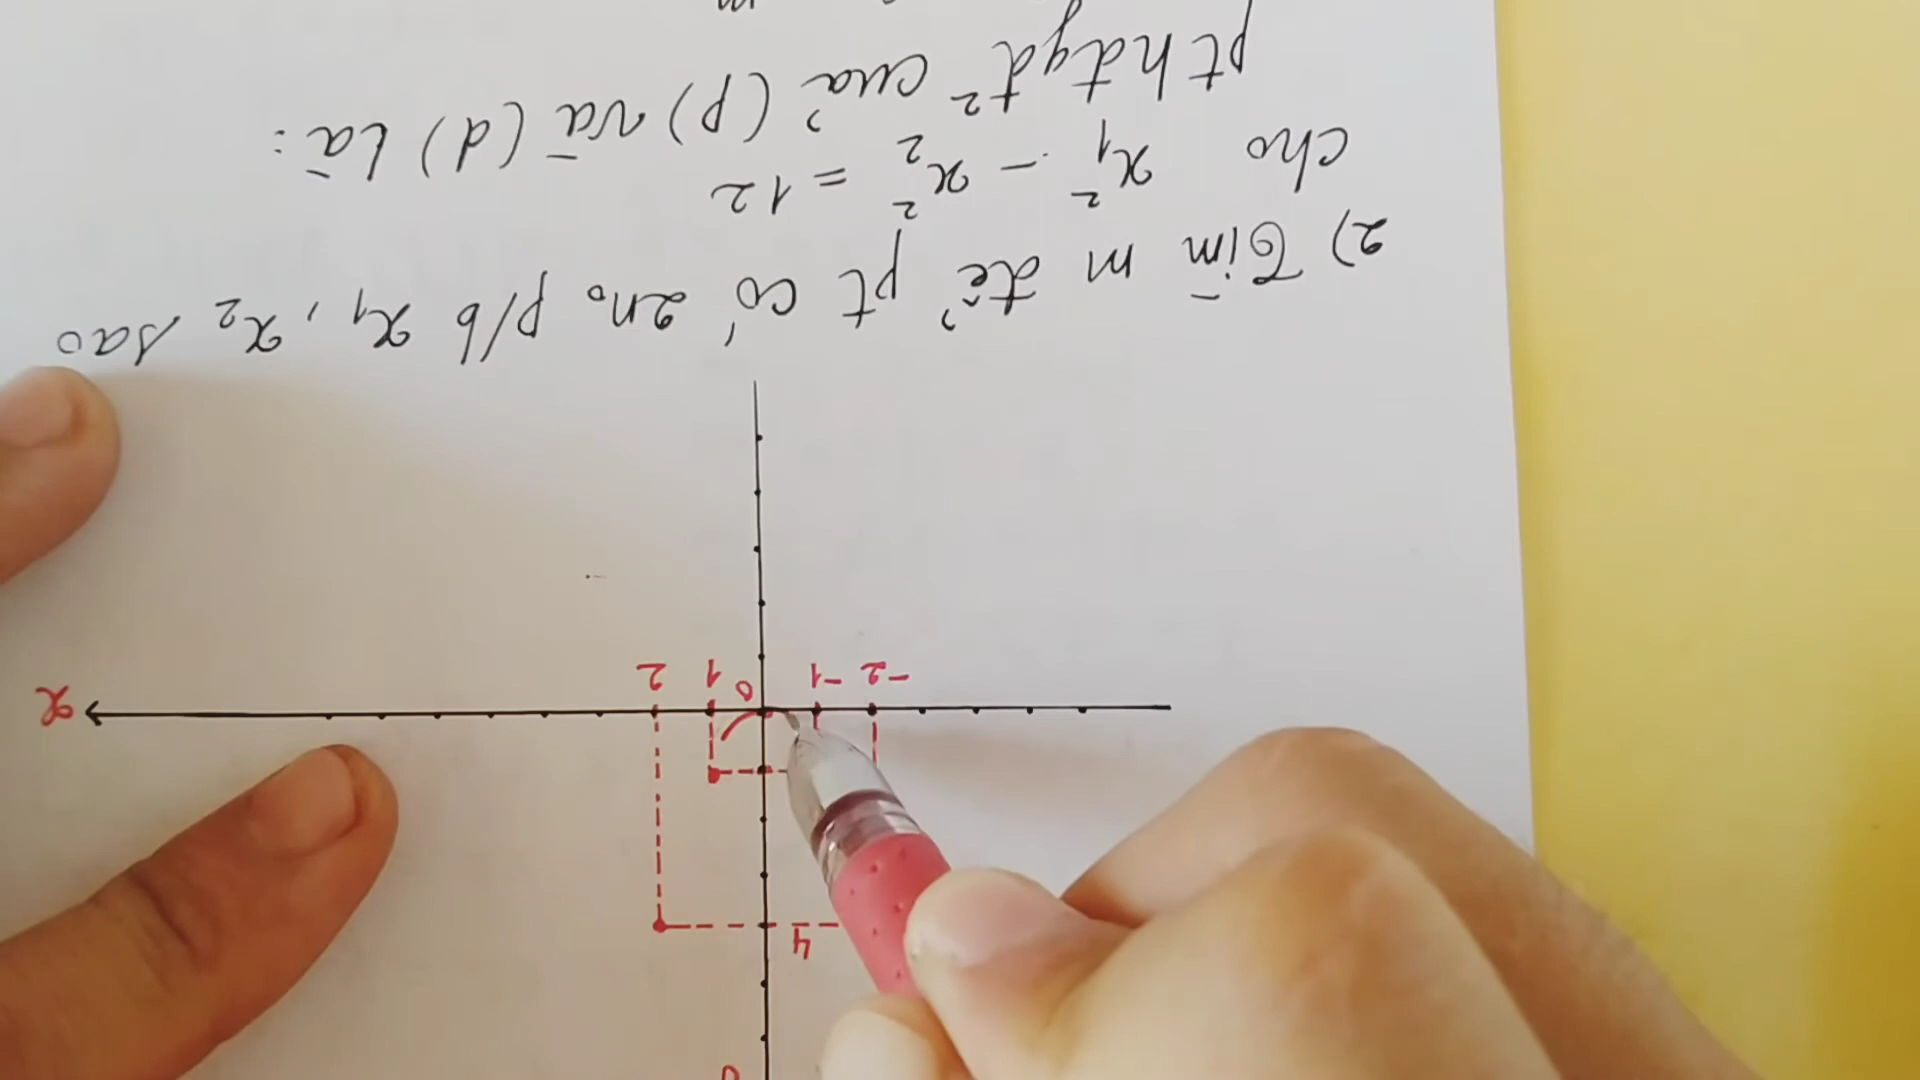 4
-2 -1 0 1 2 x
2) Tìm m để pt có 2n₀ p/b x₁, x₂ sao
cho x₁² - x₂² = 12
pt hđgđ² của (P) và (d) là: